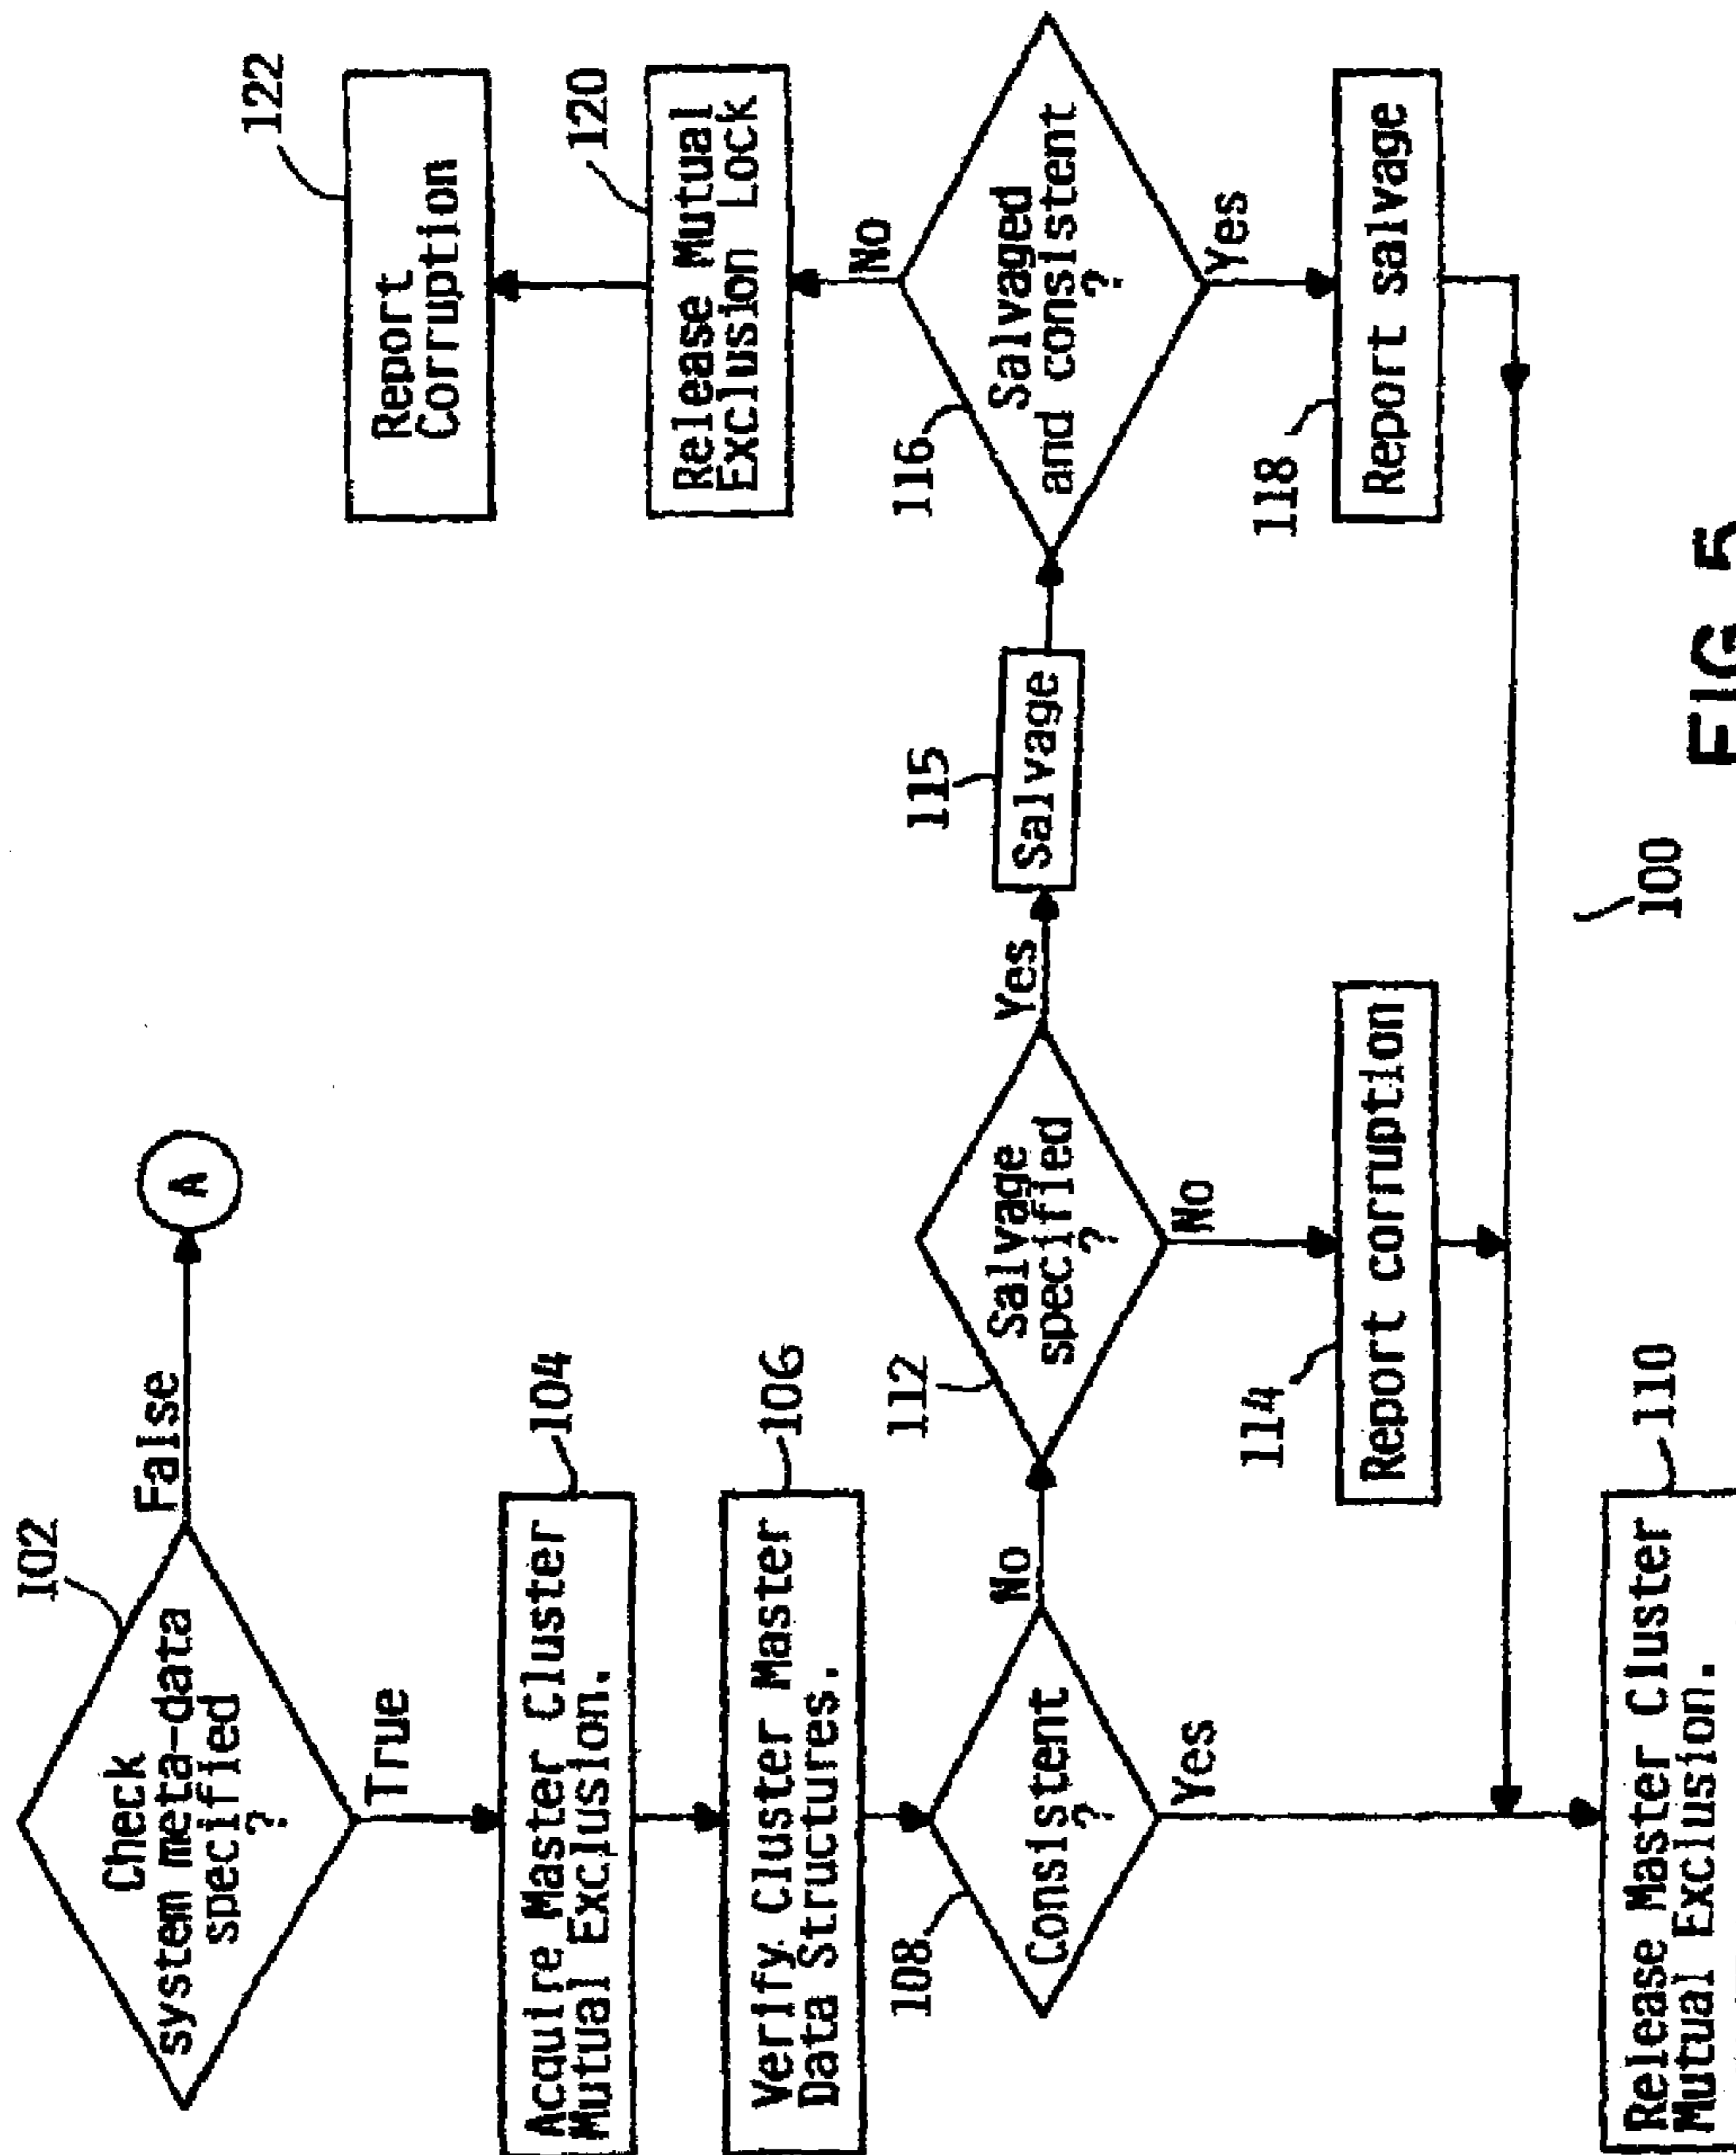 102
Check
system meta-data
specified
?
False
A
True
Acquire Master Cluster
Mutual Exclusion.
104
Verify Cluster Master
Data Structures.
106
108
Consistent
?
No
Yes
112
Salvage
specified
?
Yes
No
114
Report corruption
115
Salvage
116
Salvaged
and consistent
?
No
Yes
120
Release Mutual
Exclusion Lock
122
Report
Corruption
118
Report salvage
110
Release Master Cluster
Mutual Exclusion.
100
FIG 5